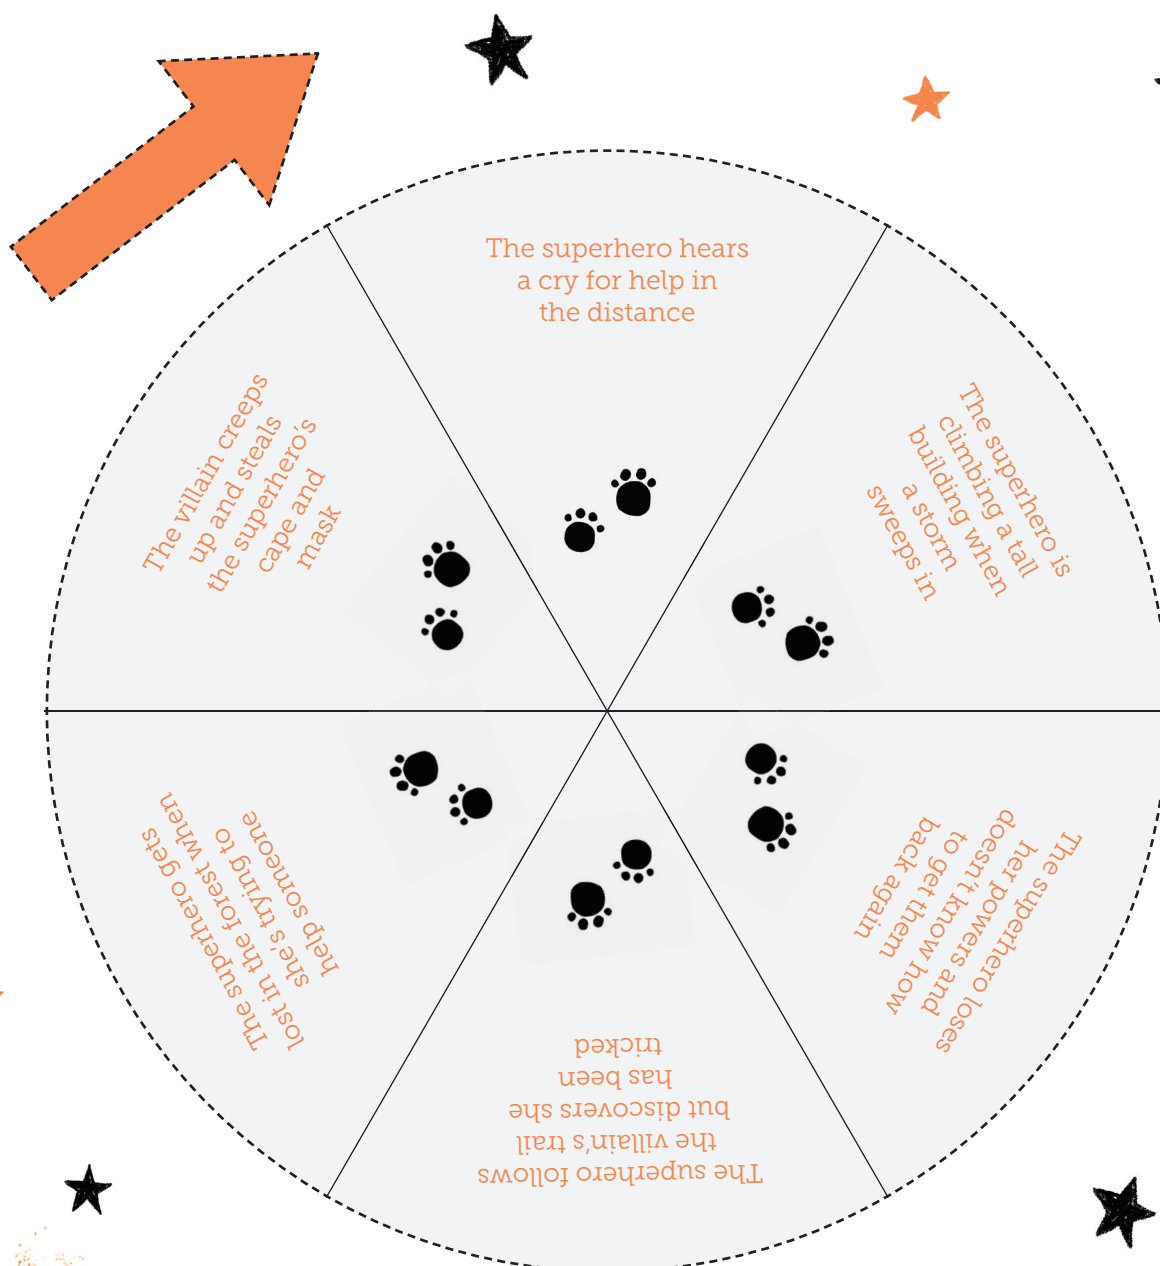 The superhero hears
a cry for help in
the distance
The superhero is
climbing a tall
building when
a storm
sweeps in
The superhero loses
her powers and
doesn't know how
to get them
back again
The superhero follows
the villain's trail
but discovers she
has been
tricked
The superhero gets
lost in the forest when
she's trying to
help someone
The villain creeps
up and steals
the superhero's
cape and
mask